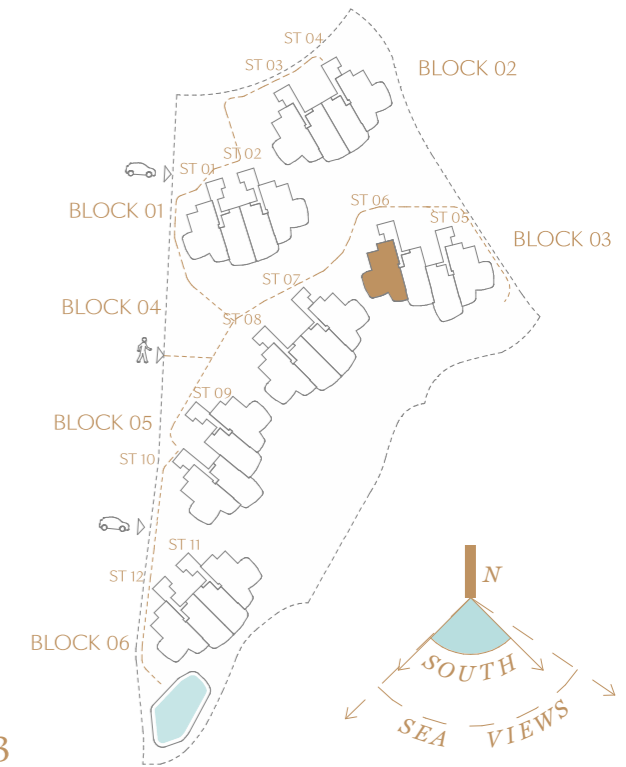 ST 04
ST 03
BLOCK 02
ST 02
ST 01
ST 06
BLOCK 01
ST 05
BLOCK 03
ST 07
BLOCK 04
ST 08
ST 09
BLOCK 05
ST 10
ST 11
ST 12
N
BLOCK 06
SOUTH
SEA VIEWS
3